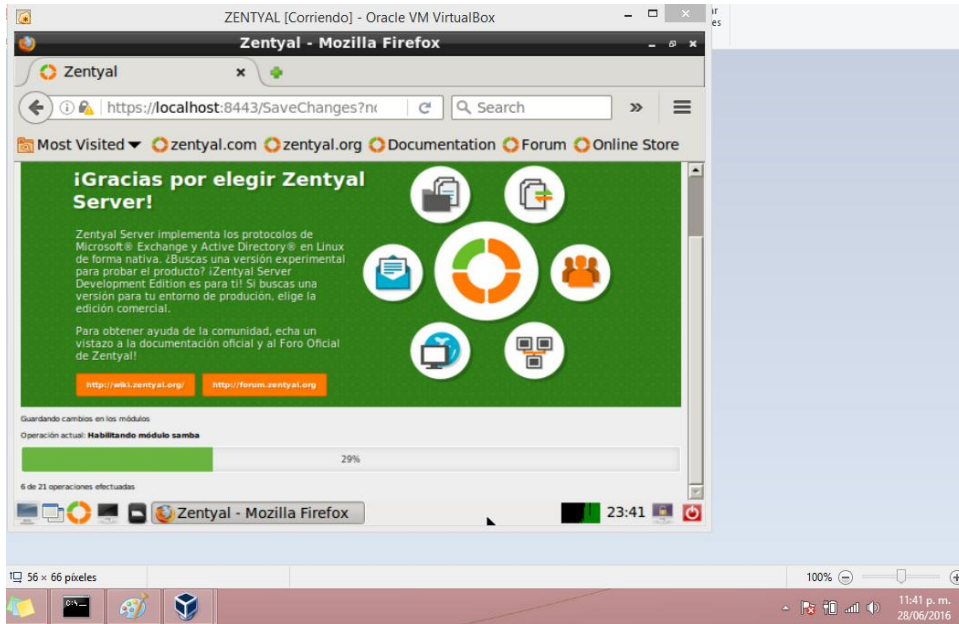 ZENTYAL [Corriendo] - Oracle VM VirtualBox
Zentyal - Mozilla Firefox
Zentyal
https://localhost:8443/SaveChanges?no
Search
Most Visited
zentyal.com
zentyal.org
Documentation
Forum
Online Store
¡Gracias por elegir Zentyal
Server!
Zentyal Server implementa los protocolos de
Microsoft® Exchange y Active Directory® en Linux
de forma nativa. ¿Buscas una versión experimental
para probar el producto? ¡Zentyal Server
Development Edition es para ti! Si buscas una
versión para tu entorno de produción, elige la
edición comercial.
Para obtener ayuda de la comunidad, echa un
vistazo a la documentación oficial y al Foro Oficial
de Zentyal!
http://wiki.zentyal.org/
http://forum.zentyal.org
Guardando cambios en los módulos
Operación actual: Habilitando módulo samba
29%
6 de 21 operaciones efectuadas
Zentyal - Mozilla Firefox
23:41
56 × 66 píxeles
100%
11:41 p. m.
28/06/2016